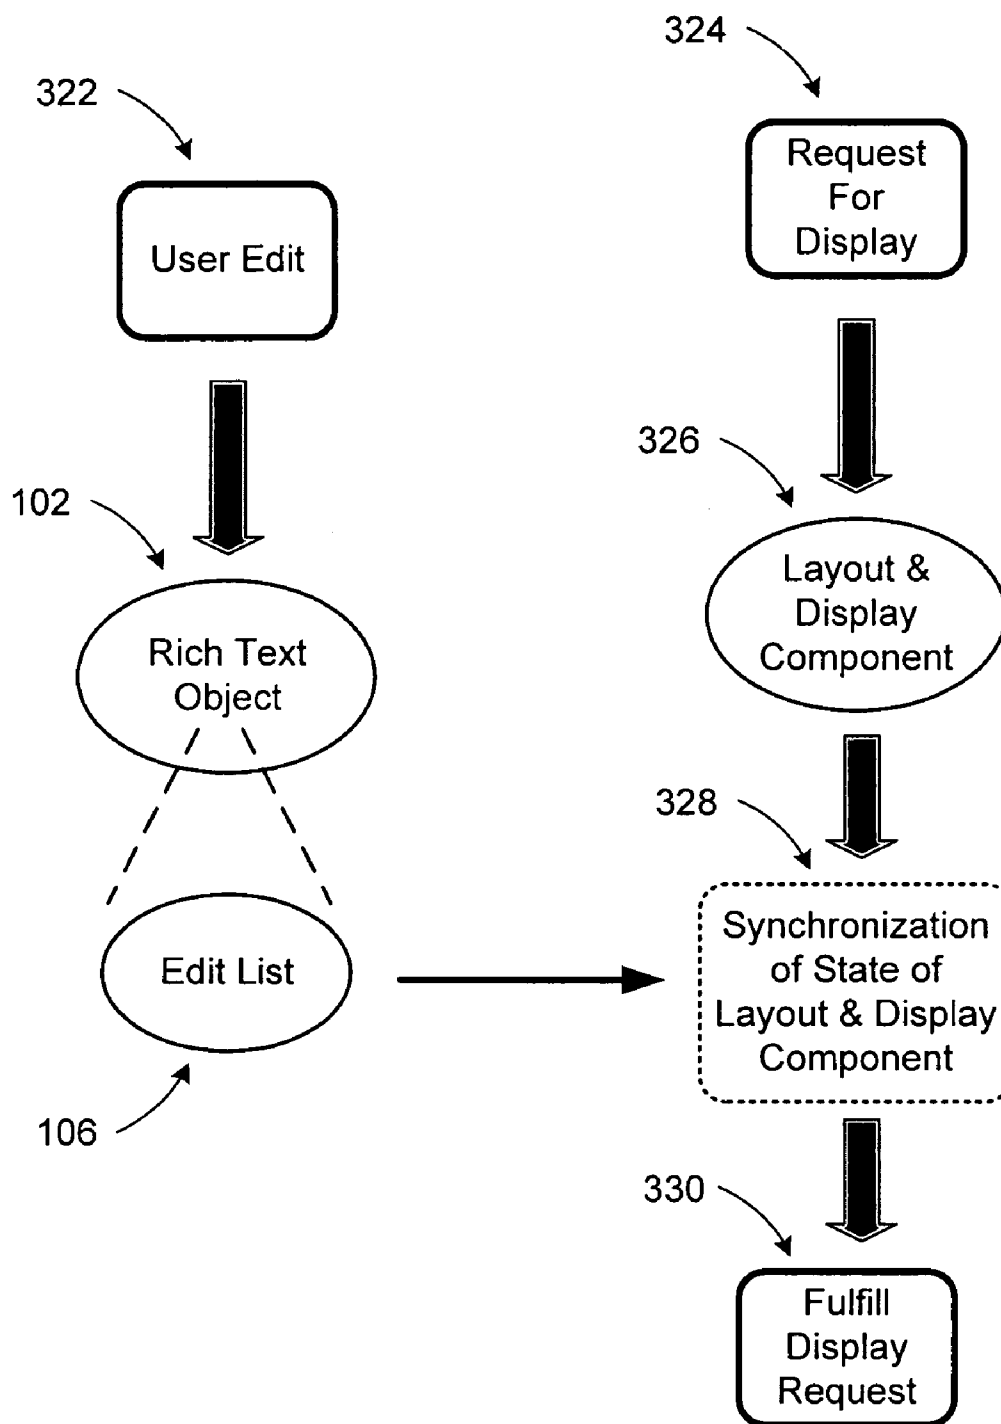 324
322
Request
For
Display
User Edit
326
102
Layout &
Display
Component
Rich Text
Object
328
Synchronization
of State of
Layout & Display
Component
Edit List
106
330
Fulfill
Display
Request